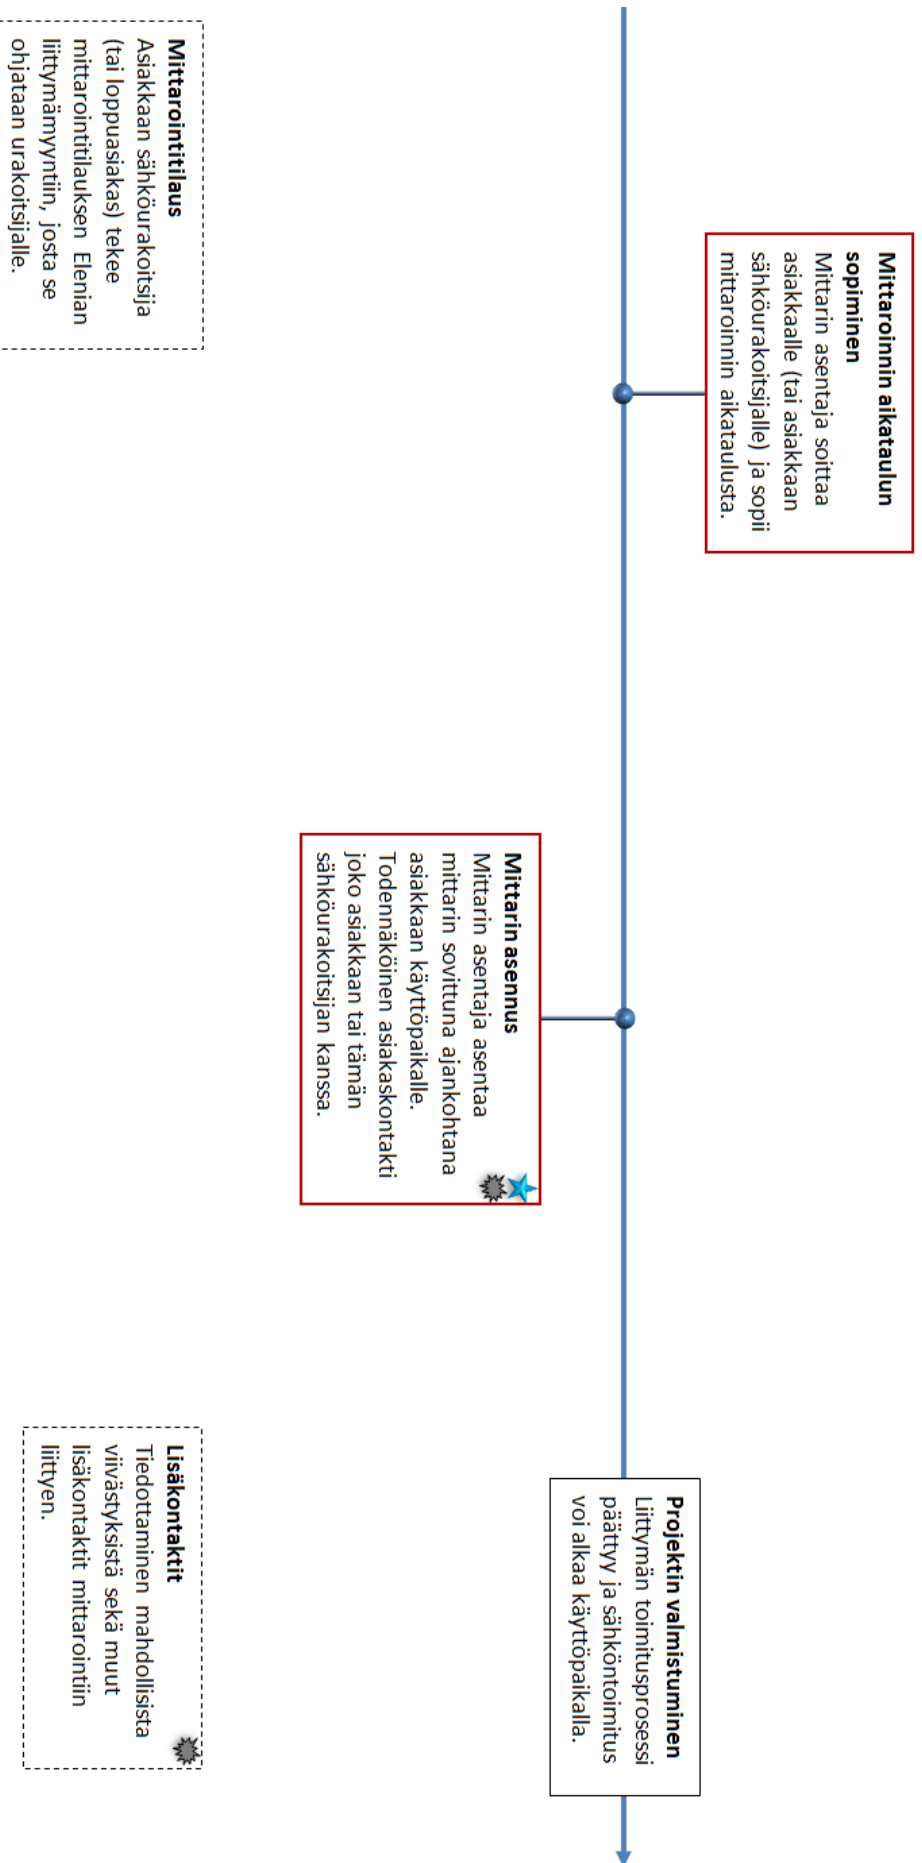 Mittaroinnin aikataulun
sopiminen
Mittarin asentaja soittaa
asiakkaalle (tai asiakkaan
sähköurakoitsijalle) ja sopii
mittaroinnin aikataulusta.
Projektin valmistuminen
Liittymän toimitusprosessi
päättyy ja sähköntoimitus
voi alkaa käyttöpaikalla.
Mittarin asennus
Mittarin asentaja asentaa
mittarin sovittuna ajankohtana
asiakkaan käyttöpaikalle.
Todennäköinen asiakaskontakti
joko asiakkaan tai tämän
sähköurakoitsijan kanssa.
Mittarointitilaus
Asiakkaan sähköurakoitsija
(tai loppuasiakas) tekee
mittarointitilauksen Elenian
liittymämyyntiin, josta se
ohjataan urakoitsijalle.
Lisäkontaktit
Tiedottaminen mahdollisista
viivästyksistä sekä muut
lisäkontaktit mittarointiin
liittyen.